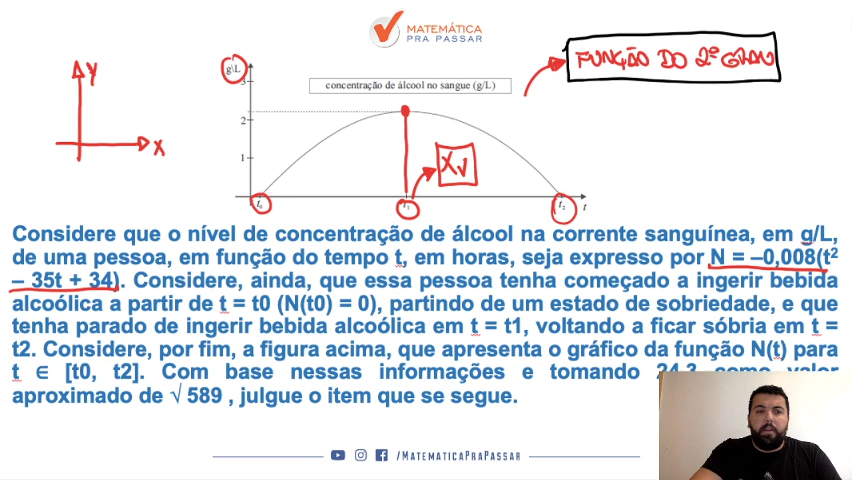 MATEMÁTICA
PRA PASSAR
FUNÇÃO DO 2º GRAU
g\L
3
concentração de álcool no sangue (g/L)
Y
2
X
1
XV
t0
t1
t2
t
Considere que o nível de concentração de álcool na corrente sanguínea, em g/L,
de uma pessoa, em função do tempo t, em horas, seja expresso por N = –0,008(t²
– 35t + 34). Considere, ainda, que essa pessoa tenha começado a ingerir bebida
alcoólica a partir de t = t0 (N(t0) = 0), partindo de um estado de sobriedade, e que
tenha parado de ingerir bebida alcoólica em t = t1, voltando a ficar sóbria em t =
t2. Considere, por fim, a figura acima, que apresenta o gráfico da função N(t) para
t ∈ [t0, t2]. Com base nessas informações e tomando 24,3 como valor
aproximado de √ 589 , julgue o item que se segue.
/MATEMATICAPRAPASSAR